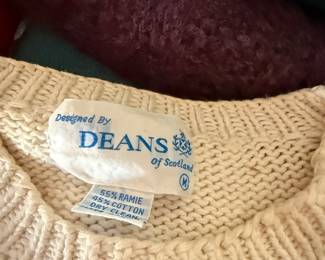 Designed By
DEANS
of Scotland
M
55% RAMIE
45% COTTON
DRY CLEAN